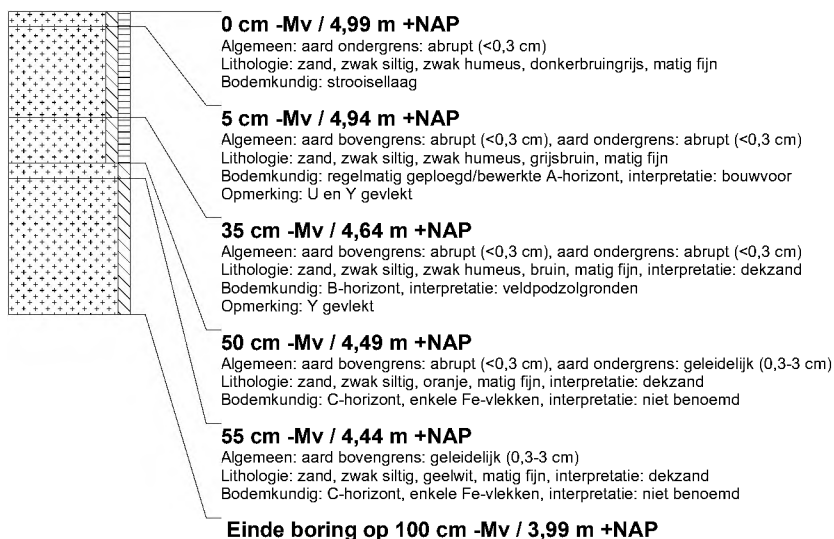 0 cm -Mv / 4,99 m +NAP
Algemeen: aard ondergrens: abrupt (<0,3 cm)
Lithologie: zand, zwak siltig, zwak humeus, donkerbruingrijs, matig fijn
Bodemkundig: strooisellaag
5 cm -Mv / 4,94 m +NAP
Algemeen: aard bovengrens: abrupt (<0,3 cm), aard ondergrens: abrupt (<0,3 cm)
Lithologie: zand, zwak siltig, zwak humeus, grijsbruin, matig fijn
Bodemkundig: regelmatig geploegd/bewerkte A-horizont, interpretatie: bouwvoor
Opmerking: U en Y gevlekt
35 cm -Mv / 4,64 m +NAP
Algemeen: aard bovengrens: abrupt (<0,3 cm), aard ondergrens: abrupt (<0,3 cm)
Lithologie: zand, zwak siltig, zwak humeus, bruin, matig fijn, interpretatie: dekzand
Bodemkundig: B-horizont, interpretatie: veldpodzolgronden
Opmerking: Y gevlekt
50 cm -Mv / 4,49 m +NAP
Algemeen: aard bovengrens: abrupt (<0,3 cm), aard ondergrens: geleidelijk (0,3-3 cm)
Lithologie: zand, zwak siltig, oranje, matig fijn, interpretatie: dekzand
Bodemkundig: C-horizont, enkele Fe-vlekken, interpretatie: niet benoemd
55 cm -Mv / 4,44 m +NAP
Algemeen: aard bovengrens: geleidelijk (0,3-3 cm)
Lithologie: zand, zwak siltig, geelwit, matig fijn, interpretatie: dekzand
Bodemkundig: C-horizont, enkele Fe-vlekken, interpretatie: niet benoemd
Einde boring op 100 cm -Mv / 3,99 m +NAP